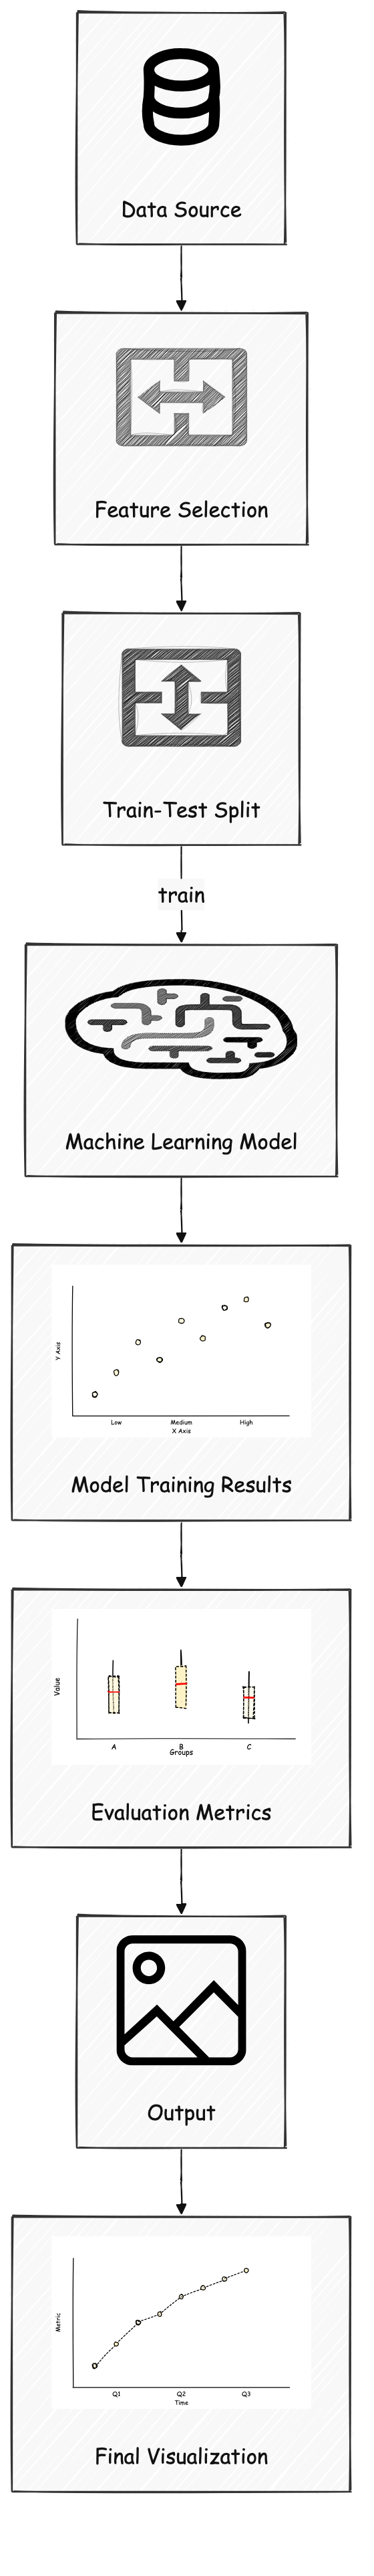 Data Source
Feature Selection
Train-Test Split
train
Machine Learning Model
Y Axis
Low Medium High
X Axis
Model Training Results
Value
A B C
Groups
Evaluation Metrics
Output
Metric
Q1 Q2 Q3
Time
Final Visualization